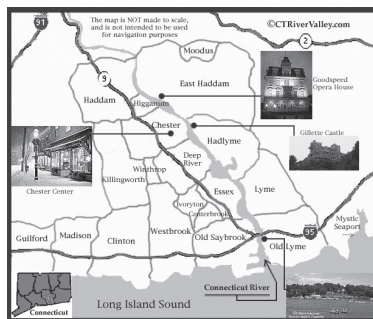 91
The map is NOT made to scale,
and is not intended to be used
for navigation purposes
©CTRiverValley.com
2
Moodus
9
East Haddam
Goodspeed
Opera House
Haddam
Higganum
Chester
Hadlyme
Gillette Castle
Deep
River
Chester Center
Winthrop
Killingworth
Essex
Lyme
Ivoryton
Centerbrook
Mystic
Seaport
95
Guilford
Madison
Clinton
Westbrook
Old Saybrook
Old Lyme
Connecticut River
Long Island Sound
Connecticut